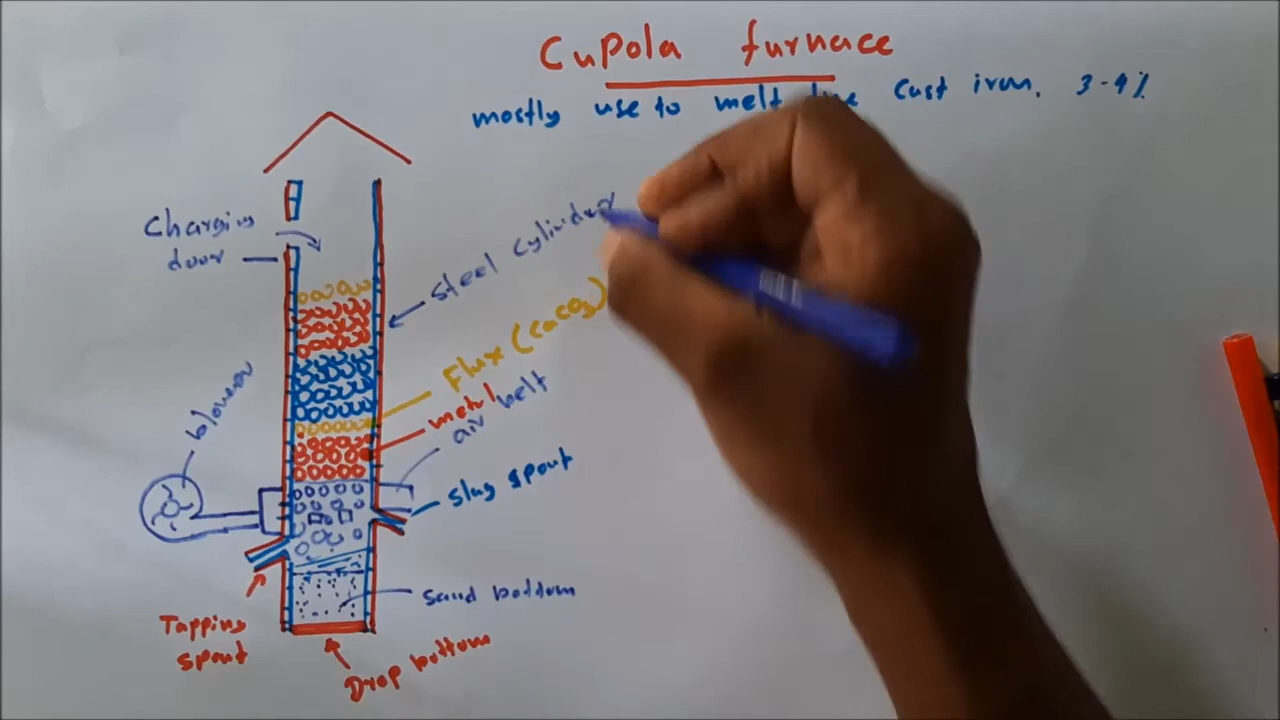 Cupola furnace
mostly use to melt the cast iron. 3-4%
Charging
door
steel cylinder
Flux (CaCO3)
metal
air belt
blower
slag spout
Tapping
spout
sand bottom
Drop bottom